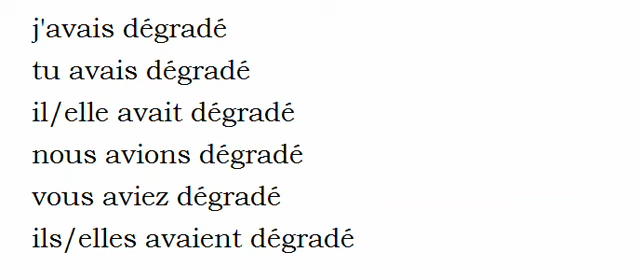 j'avais dégradé
tu avais dégradé
il/elle avait dégradé
nous avions dégradé
vous aviez dégradé
ils/elles avaient dégradé